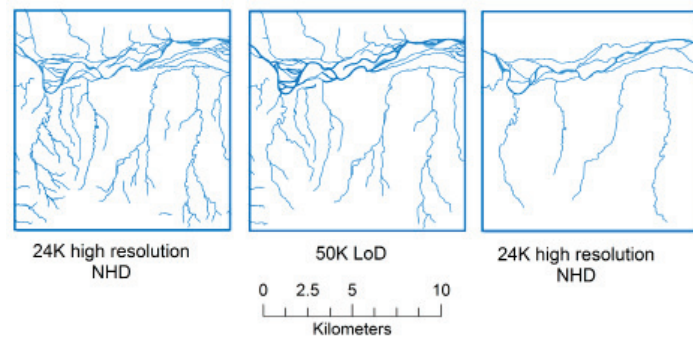 24K high resolution
NHD
50K LoD
24K high resolution
NHD
0 2.5 5 10
Kilometers